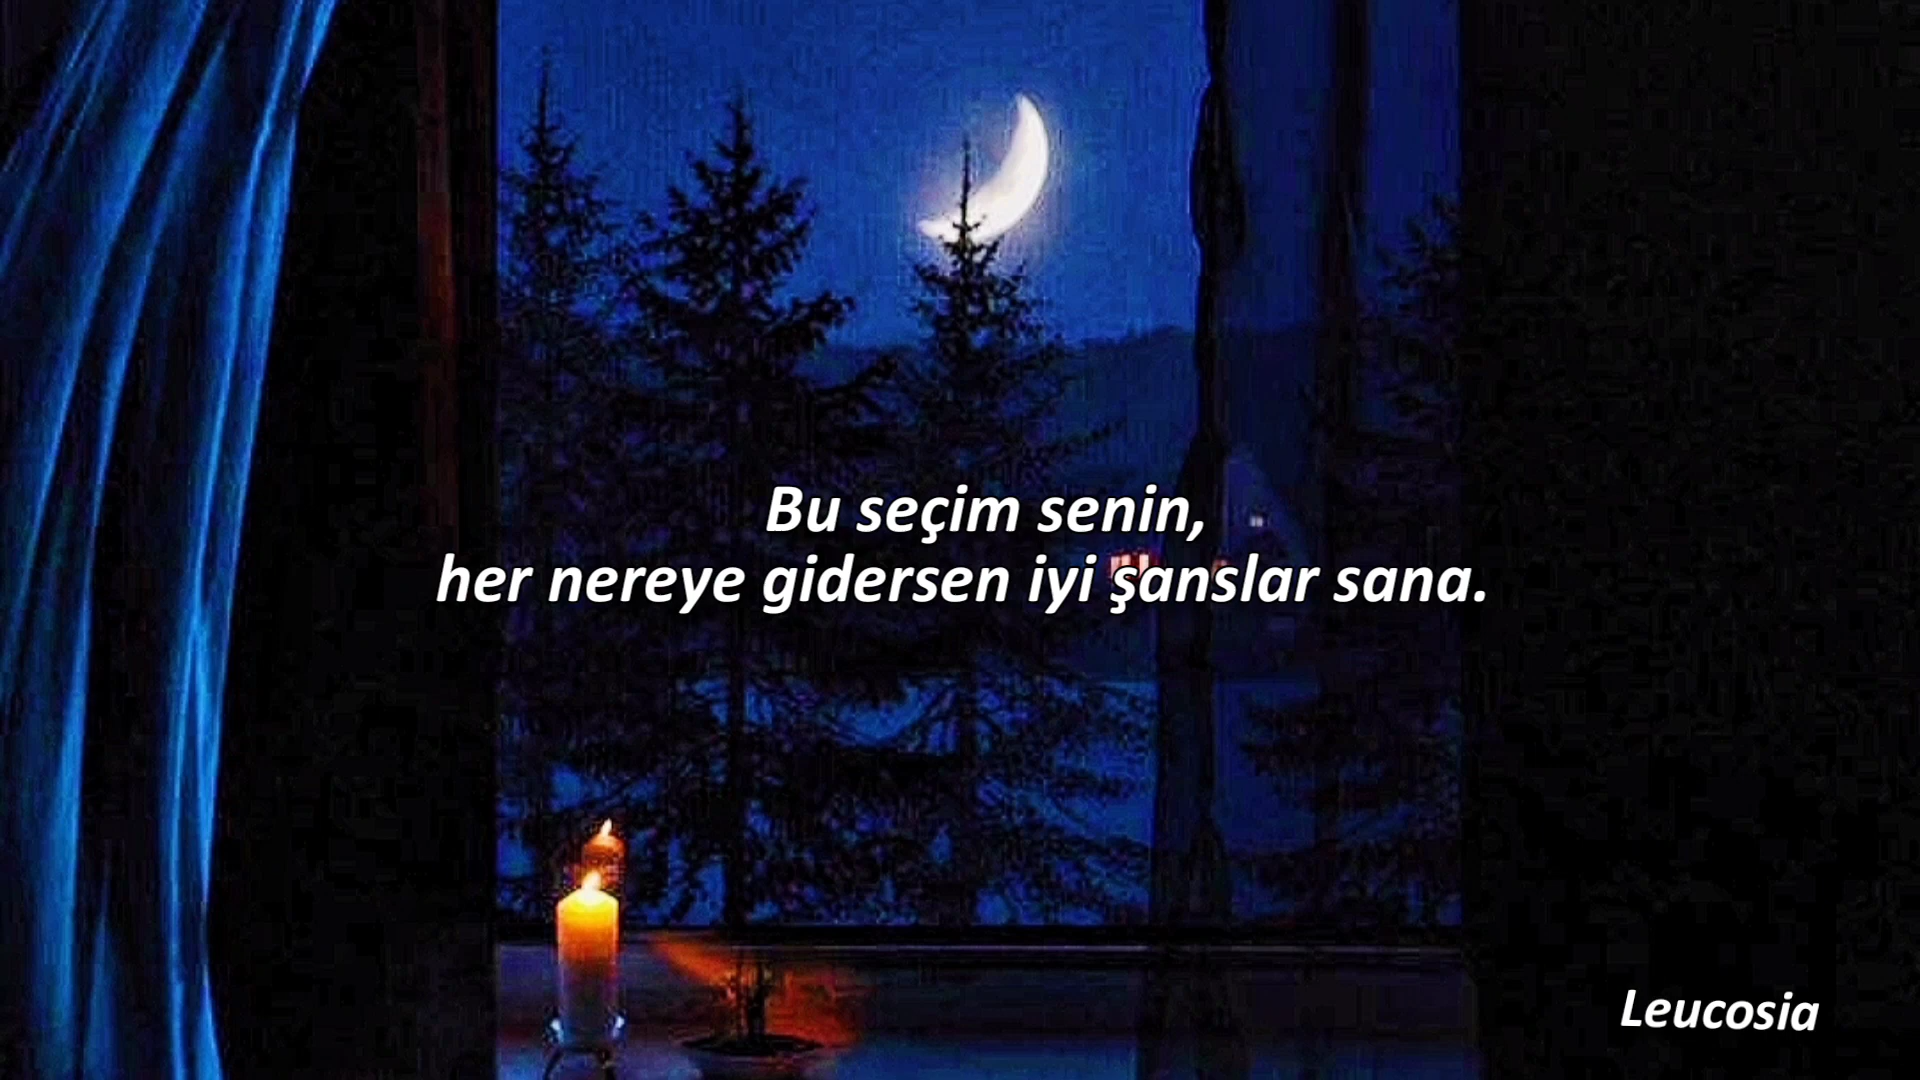 Bu seçim senin,
her nereye gidersen iyi şanslar sana.
Leucosia